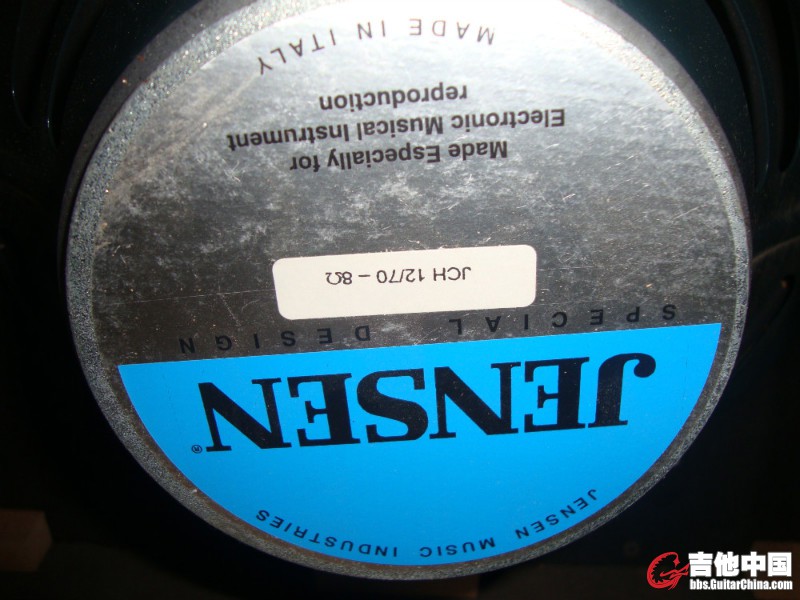 JENSEN MUSIC INDUSTRIES
JENSEN®
SPECIAL DESIGN
JCH 12/70 – 8Ω
Made Especially for
Electronic Musical Instrument
reproduction
MADE IN ITALY
吉他中国
bbs.GuitarChina.com